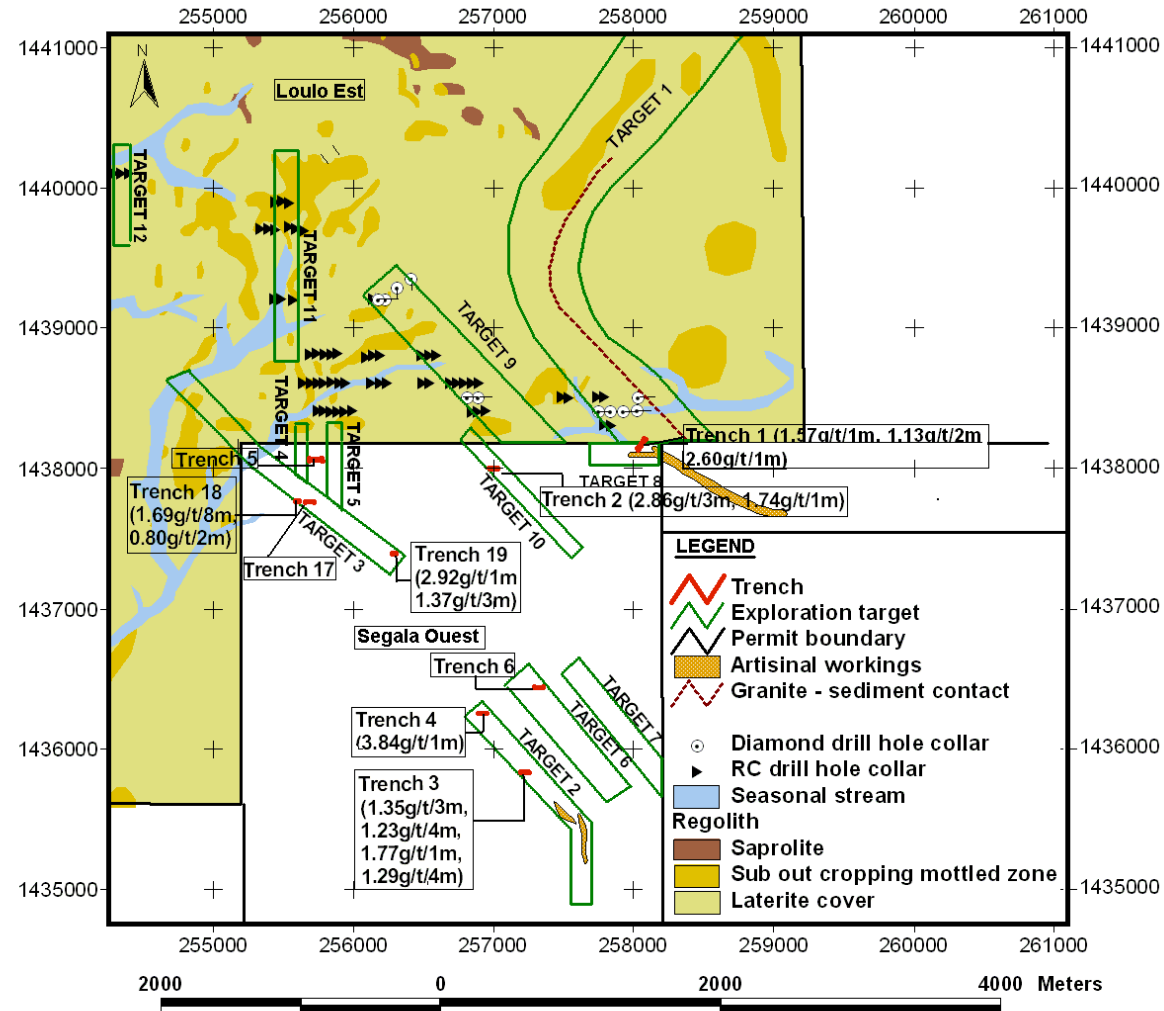 255000 256000 257000 258000 259000 260000 261000
1441000 1441000
N
Loulo Est
TARGET 1
TARGET 12
1440000 1440000
TARGET 11
TARGET 9
1439000 1439000
TARGET 4
TARGET 5
Trench 1 (1.57g/t/1m, 1.13g/t/2m
2.60g/t/1m)
Trench 5
1438000 1438000
TARGET 8
Trench 18
(1.69g/t/8m,
0.80g/t/2m)
Trench 2 (2.86g/t/3m, 1.74g/t/1m)
TARGET 10
TARGET 3
Trench 17
Trench 19
(2.92g/t/1m
1.37g/t/3m)
1437000 1437000
Segala Ouest
Trench 6
TARGET 7
TARGET 6
TARGET 2
Trench 4
(3.84g/t/1m)
1436000 1436000
Trench 3
(1.35g/t/3m,
1.23g/t/4m,
1.77g/t/1m,
1.29g/t/4m)
1435000 1435000
LEGEND
Trench
Exploration target
Permit boundary
Artisinal workings
Granite - sediment contact
Diamond drill hole collar
RC drill hole collar
Seasonal stream
Regolith
Saprolite
Sub out cropping mottled zone
Laterite cover
255000 256000 257000 258000 259000 260000 261000
2000 0 2000 4000 Meters